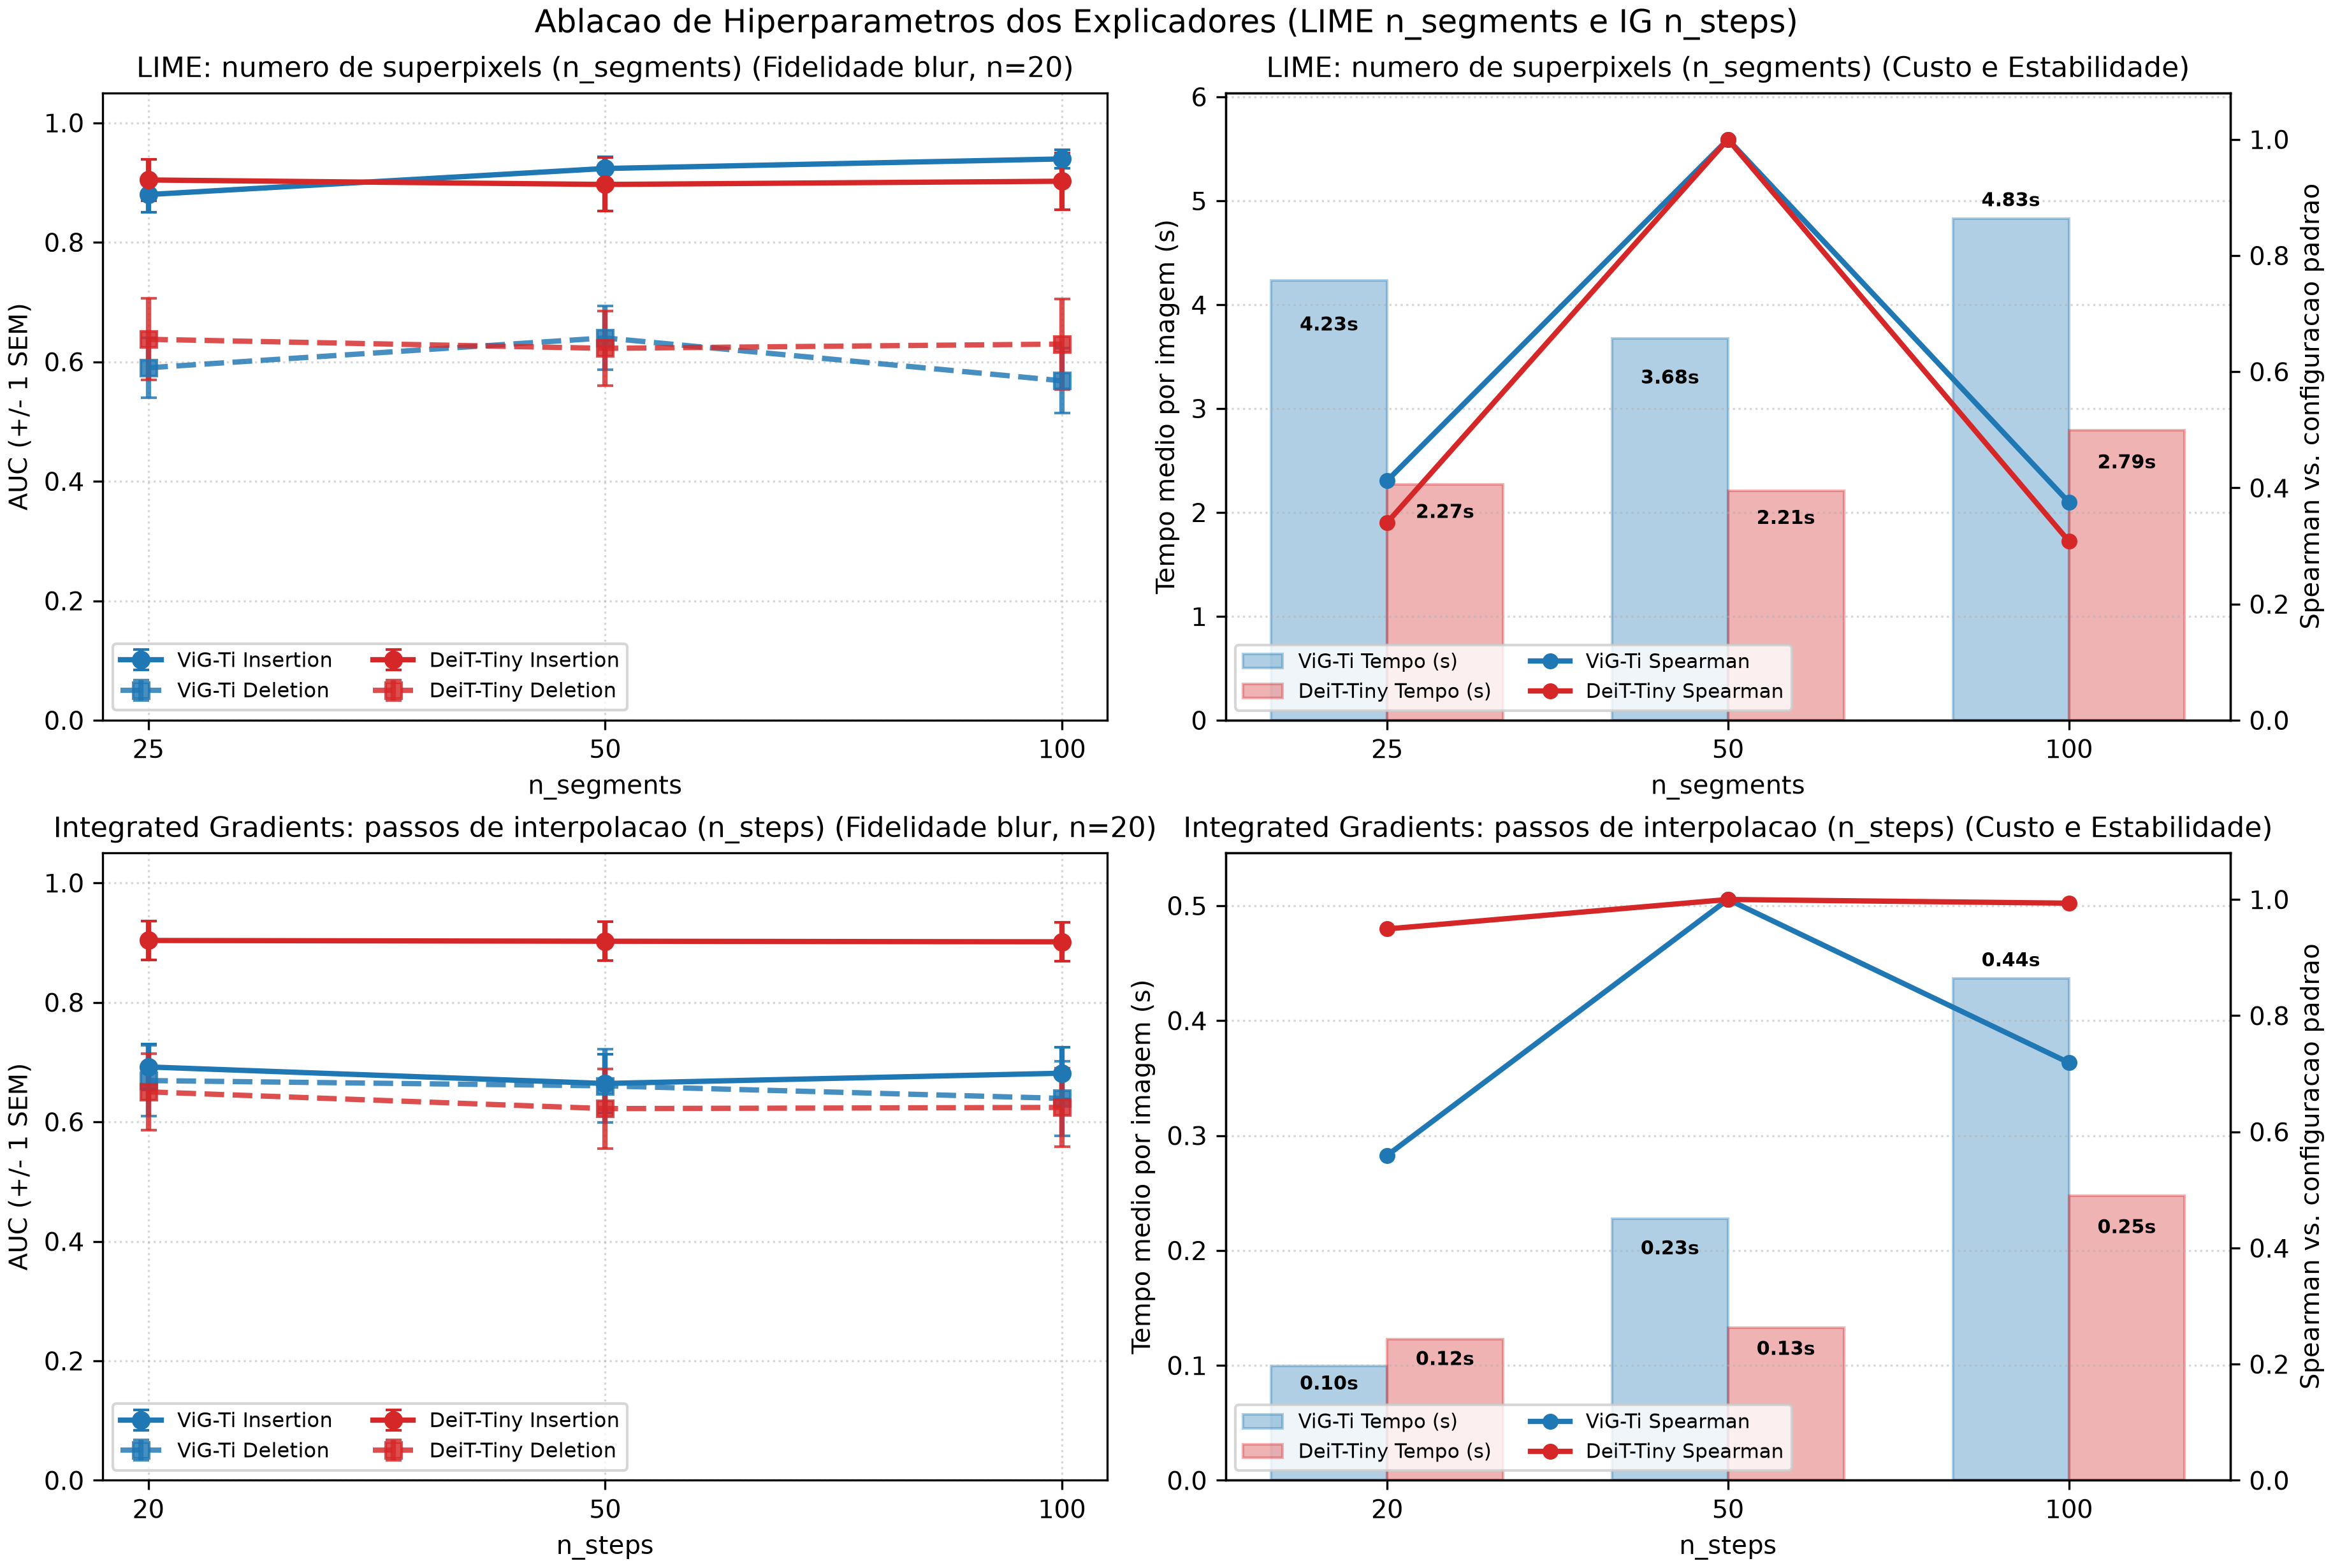 Ablacao de Hiperparametros dos Explicadores (LIME n_segments e IG n_steps)
LIME: numero de superpixels (n_segments) (Fidelidade blur, n=20)
AUC (+/- 1 SEM)
1.0
0.8
0.6
0.4
0.2
0.0
ViG-Ti Insertion
ViG-Ti Deletion
DeiT-Tiny Insertion
DeiT-Tiny Deletion
25 50 100
n_segments
LIME: numero de superpixels (n_segments) (Custo e Estabilidade)
Tempo medio por imagem (s)
6
5
4
3
2
1
0
4.23s
2.27s
3.68s
2.21s
4.83s
2.79s
ViG-Ti Tempo (s)
DeiT-Tiny Tempo (s)
ViG-Ti Spearman
DeiT-Tiny Spearman
25 50 100
n_segments
1.0
0.8
0.6
0.4
0.2
0.0
Spearman vs. configuracao padrao
Integrated Gradients: passos de interpolacao (n_steps) (Fidelidade blur, n=20)
AUC (+/- 1 SEM)
1.0
0.8
0.6
0.4
0.2
0.0
ViG-Ti Insertion
ViG-Ti Deletion
DeiT-Tiny Insertion
DeiT-Tiny Deletion
20 50 100
n_steps
Integrated Gradients: passos de interpolacao (n_steps) (Custo e Estabilidade)
Tempo medio por imagem (s)
0.5
0.4
0.3
0.2
0.1
0.0
0.10s
0.12s
0.23s
0.13s
0.44s
0.25s
ViG-Ti Tempo (s)
DeiT-Tiny Tempo (s)
ViG-Ti Spearman
DeiT-Tiny Spearman
20 50 100
n_steps
1.0
0.8
0.6
0.4
0.2
0.0
Spearman vs. configuracao padrao